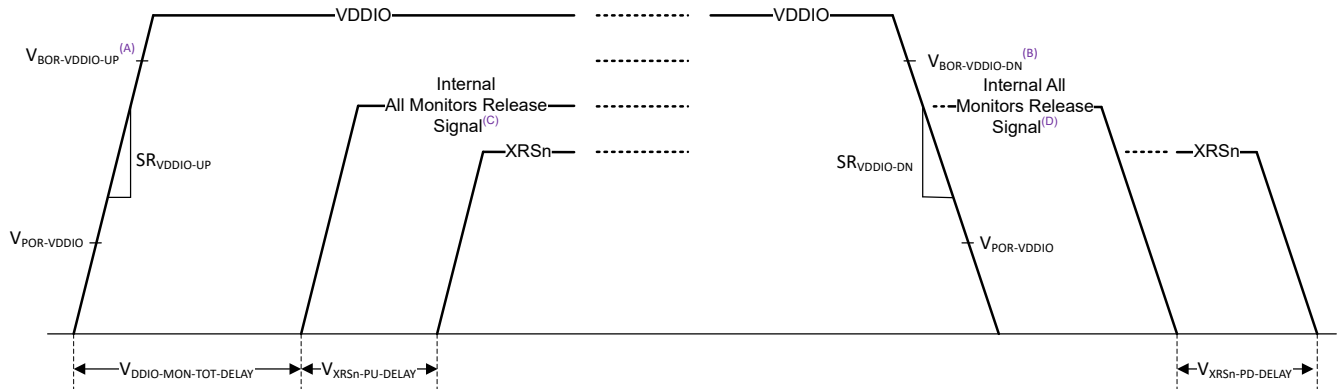 VDDIO
VDDIO
VBOR-VDDIO-UP(A)
VBOR-VDDIO-DN(B)
Internal
All Monitors Release
Signal(C)
Internal All
Monitors Release
Signal(D)
XRSn
XRSn
SRVDDIO-UP
SRVDDIO-DN
VPOR-VDDIO
VPOR-VDDIO
VDDIO-MON-TOT-DELAY
VXRSn-PU-DELAY
VXRSn-PD-DELAY